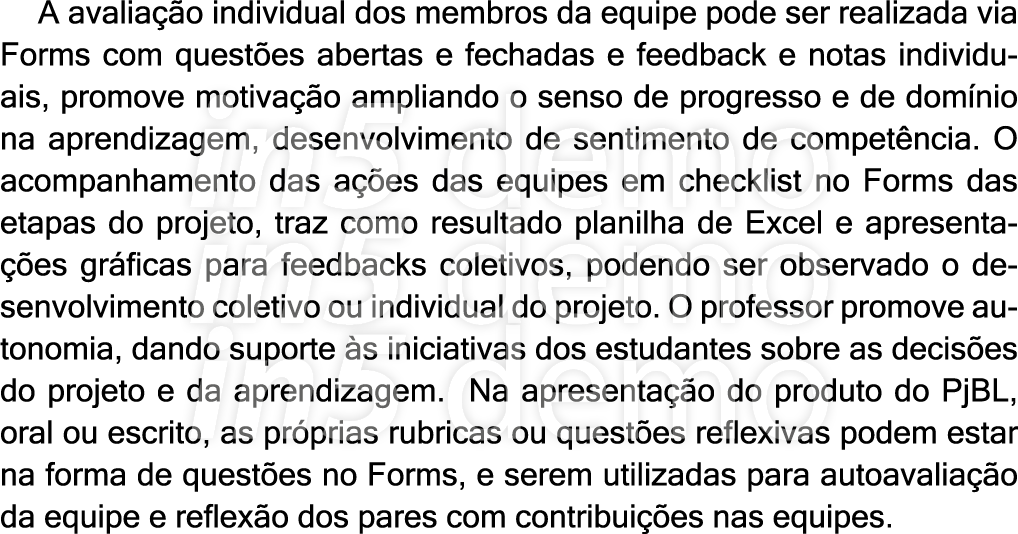 A avaliação individual dos membros da equipe pode ser realizada via
Forms com questões abertas e fechadas e feedback e notas individu-
ais, promove motivação ampliando o senso de progresso e de domínio
na aprendizagem, desenvolvimento de sentimento de competência. O
acompanhamento das ações das equipes em checklist no Forms das
etapas do projeto, traz como resultado planilha de Excel e apresenta-
ções gráficas para feedbacks coletivos, podendo ser observado o de-
senvolvimento coletivo ou individual do projeto. O professor promove au-
tonomia, dando suporte às iniciativas dos estudantes sobre as decisões
do projeto e da aprendizagem.  Na apresentação do produto do PjBL,
oral ou escrito, as próprias rubricas ou questões reflexivas podem estar
na forma de questões no Forms, e serem utilizadas para autoavaliação
da equipe e reflexão dos pares com contribuições nas equipes.
in5 demo
in5 demo
in5 demo